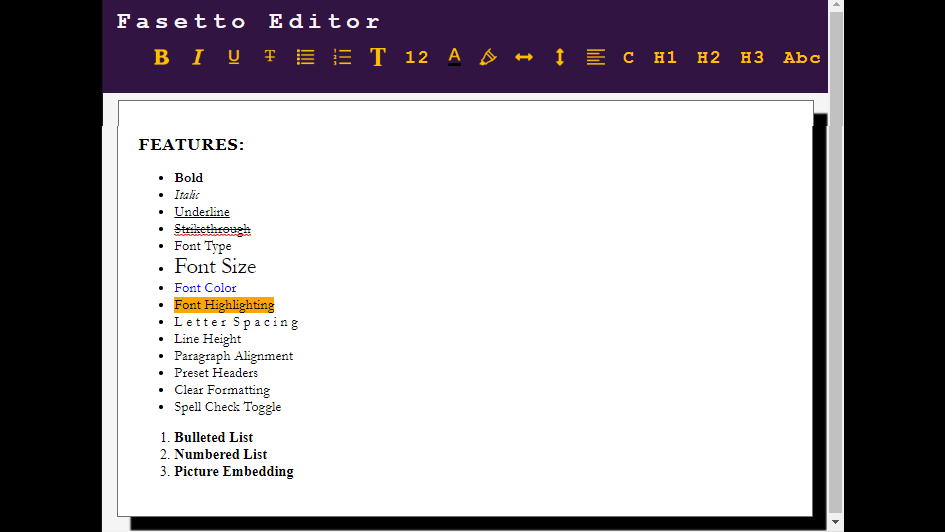 Fasetto Editor
B I U T T 12 A C H1 H2 H3 Abc
FEATURES:
• Bold
• Italic
• Underline
• Strikethrough
• Font Type
• Font Size
• Font Color
• Font Highlighting
• Letter Spacing
• Line Height
• Paragraph Alignment
• Preset Headers
• Clear Formatting
• Spell Check Toggle
1. Bulleted List
2. Numbered List
3. Picture Embedding